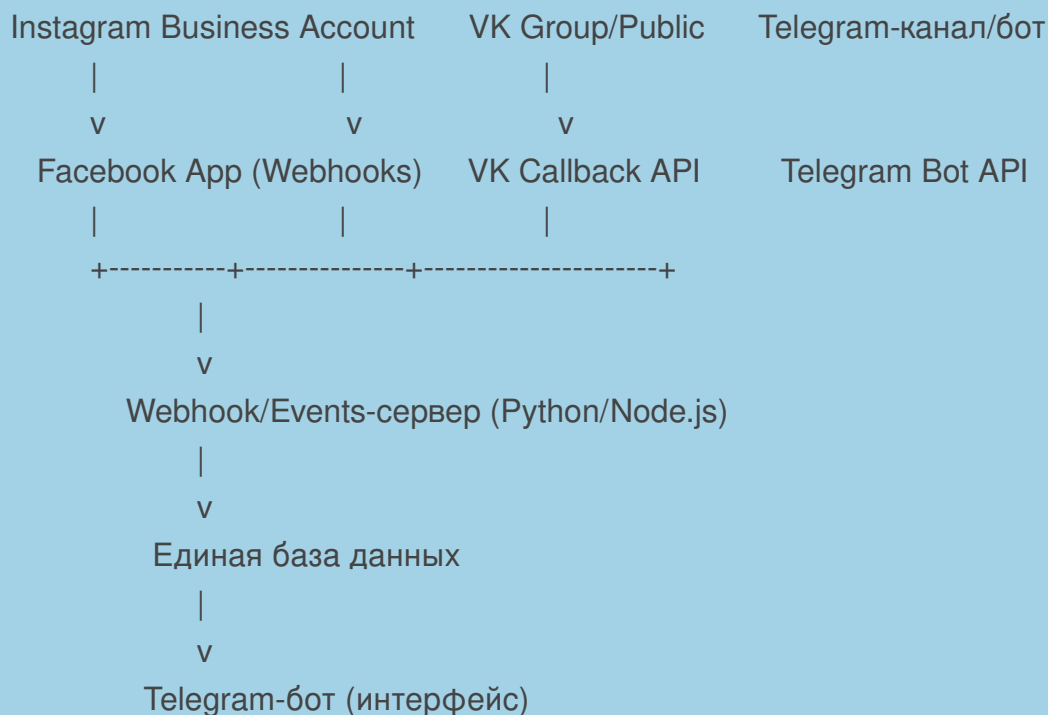 Instagram Business Account VK Group/Public Telegram-канал/бот
| | |
v v v
Facebook App (Webhooks) VK Callback API Telegram Bot API
| | |
+-----------+---------------+----------------------+
|
v
Webhook/Events-сервер (Python/Node.js)
|
v
Единая база данных
|
v
Telegram-бот (интерфейс)